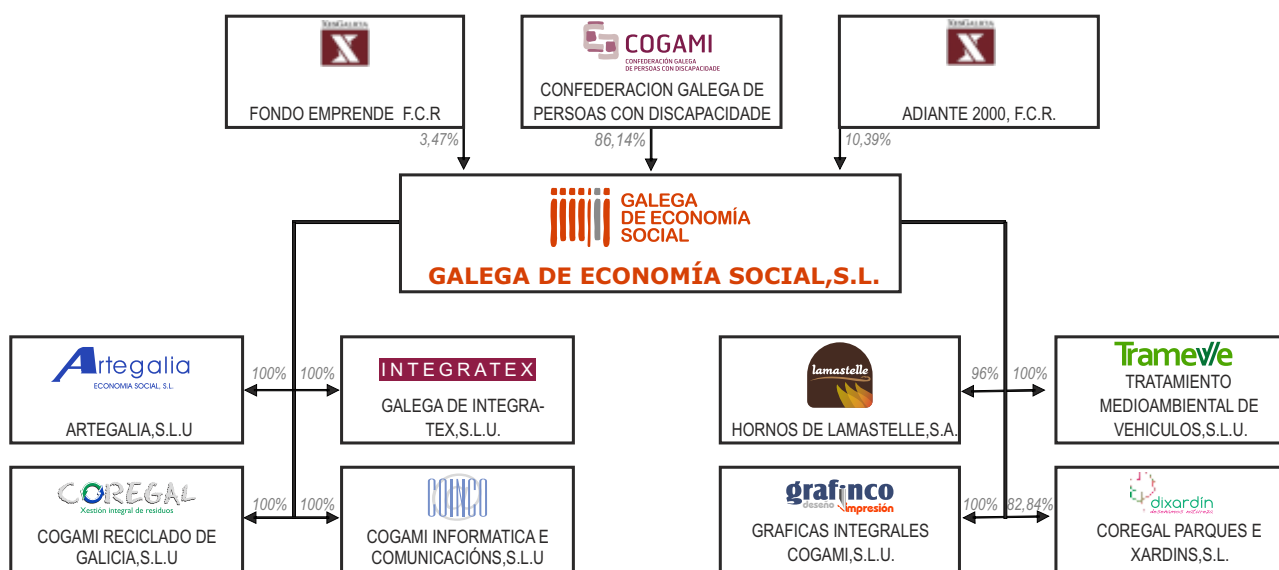 XESGALICIA
COGAMI
CONFEDERACIÓN GALEGA
DE PERSOAS CON DISCAPACIDADE
XESGALICIA
FONDO EMPRENDE F.C.R
CONFEDERACION GALEGA DE
PERSOAS CON DISCAPACIDADE
ADIANTE 2000, F.C.R.
3,47%
86,14%
10,39%
GALEGA
DE ECONOMÍA
SOCIAL
GALEGA DE ECONOMÍA SOCIAL,S.L.
Artegalia
ECONOMIA SOCIAL, S.L.
ARTEGALIA,S.L.U
100%
100%
INTEGRATEX
GALEGA DE INTEGRA-
TEX,S.L.U.
lamastelle
HORNOS DE LAMASTELLE,S.A.
96%
100%
Trameve
TRATAMIENTO
MEDIOAMBIENTAL DE
VEHICULOS,S.L.U.
COREGAL
Xestión integral de residuos
COGAMI RECICLADO DE
GALICIA,S.L.U
100%
100%
COINCO
COGAMI INFORMATICA E
COMUNICACIÓNS,S.L.U
grafinco
deseño impresión
GRAFICAS INTEGRALES
COGAMI,S.L.U.
100%
82,84%
dixardín
deseñamos natureza
COREGAL PARQUES E
XARDINS,S.L.